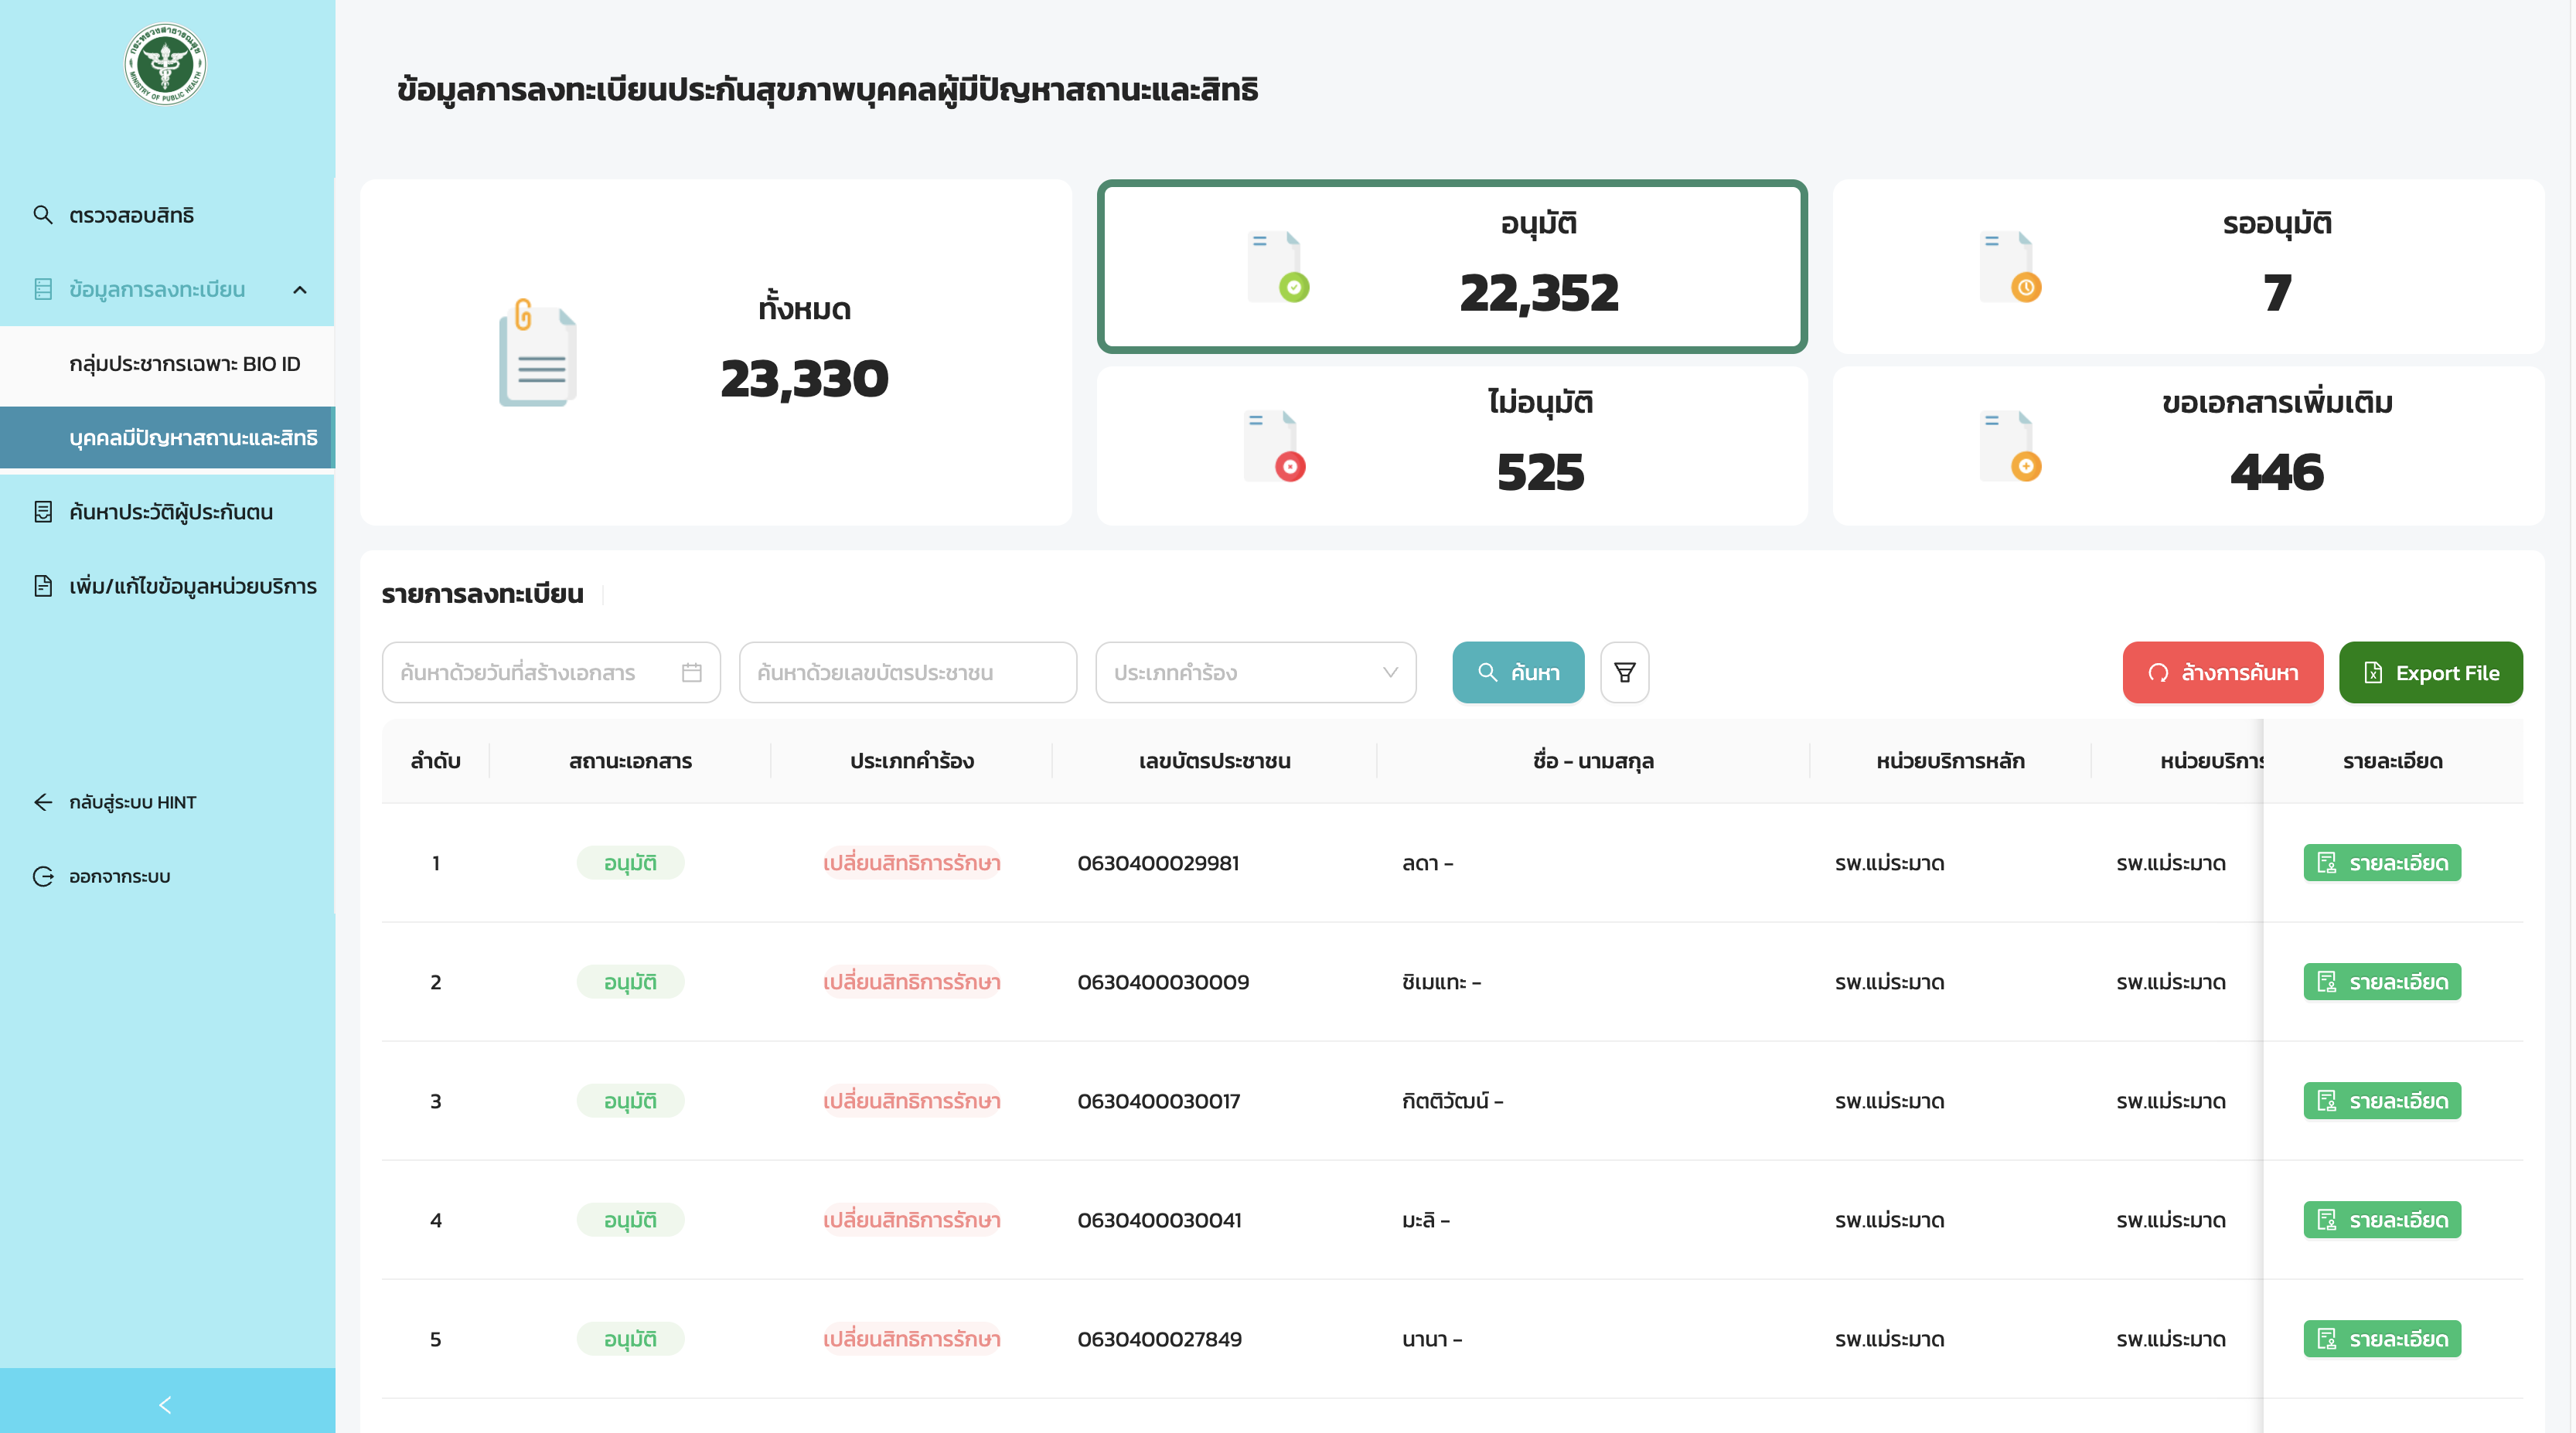 กระทรวงสาธารณสุข
MINISTRY OF PUBLIC HEALTH
ตรวจสอบสิทธิ
ข้อมูลการลงทะเบียน
กลุ่มประชากรเฉพาะ BIO ID
บุคคลมีปัญหาสถานะและสิทธิ
ค้นหาประวัติผู้ประกันตน
เพิ่ม/แก้ไขข้อมูลหน่วยบริการ
กลับสู่ระบบ HINT
ออกจากระบบ
ข้อมูลการลงทะเบียนประกันสุขภาพบุคคลผู้มีปัญหาสถานะและสิทธิ
ทั้งหมด
23,330
อนุมัติ
22,352
รออนุมัติ
7
ไม่อนุมัติ
525
ขอเอกสารเพิ่มเติม
446
รายการลงทะเบียน
ค้นหาด้วยวันที่สร้างเอกสาร ค้นหาด้วยเลขบัตรประชาชน ประเภทคำร้อง ค้นหา ล้างการค้นหา Export File
ลำดับ สถานะเอกสาร ประเภทคำร้อง เลขบัตรประชาชน ชื่อ - นามสกุล หน่วยบริการหลัก หน่วยบริการ รายละเอียด
1 อนุมัติ เปลี่ยนสิทธิการรักษา 0630400029981 ลดา - รพ.แม่ระมาด รพ.แม่ระมาด รายละเอียด
2 อนุมัติ เปลี่ยนสิทธิการรักษา 0630400030009 ชิเมแทะ - รพ.แม่ระมาด รพ.แม่ระมาด รายละเอียด
3 อนุมัติ เปลี่ยนสิทธิการรักษา 0630400030017 กิตติวัฒน์ - รพ.แม่ระมาด รพ.แม่ระมาด รายละเอียด
4 อนุมัติ เปลี่ยนสิทธิการรักษา 0630400030041 มะลิ - รพ.แม่ระมาด รพ.แม่ระมาด รายละเอียด
5 อนุมัติ เปลี่ยนสิทธิการรักษา 0630400027849 นานา - รพ.แม่ระมาด รพ.แม่ระมาด รายละเอียด